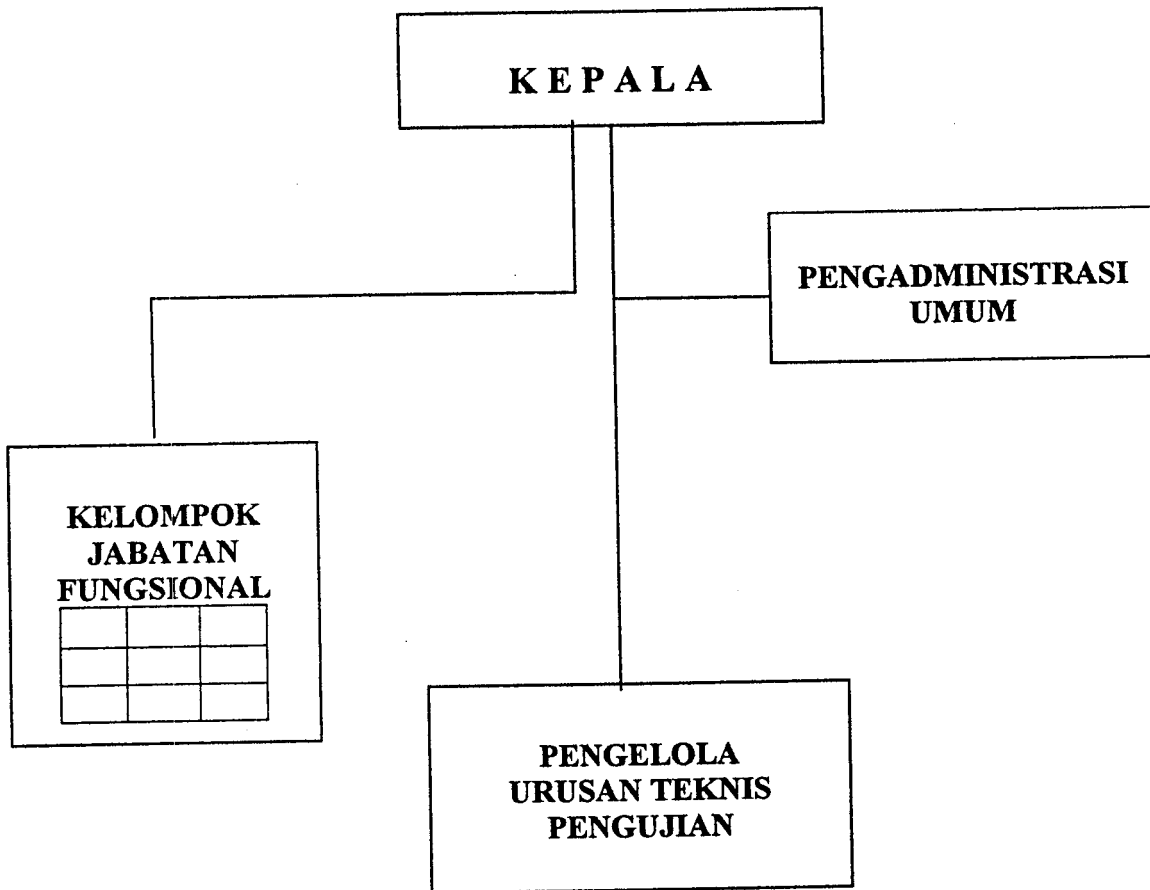 K E P A L A
PENGADMINISTRASI
UMUM
KELOMPOK
JABATAN
FUNGSIONAL
PENGELOLA
URUSAN TEKNIS
PENGUJIAN